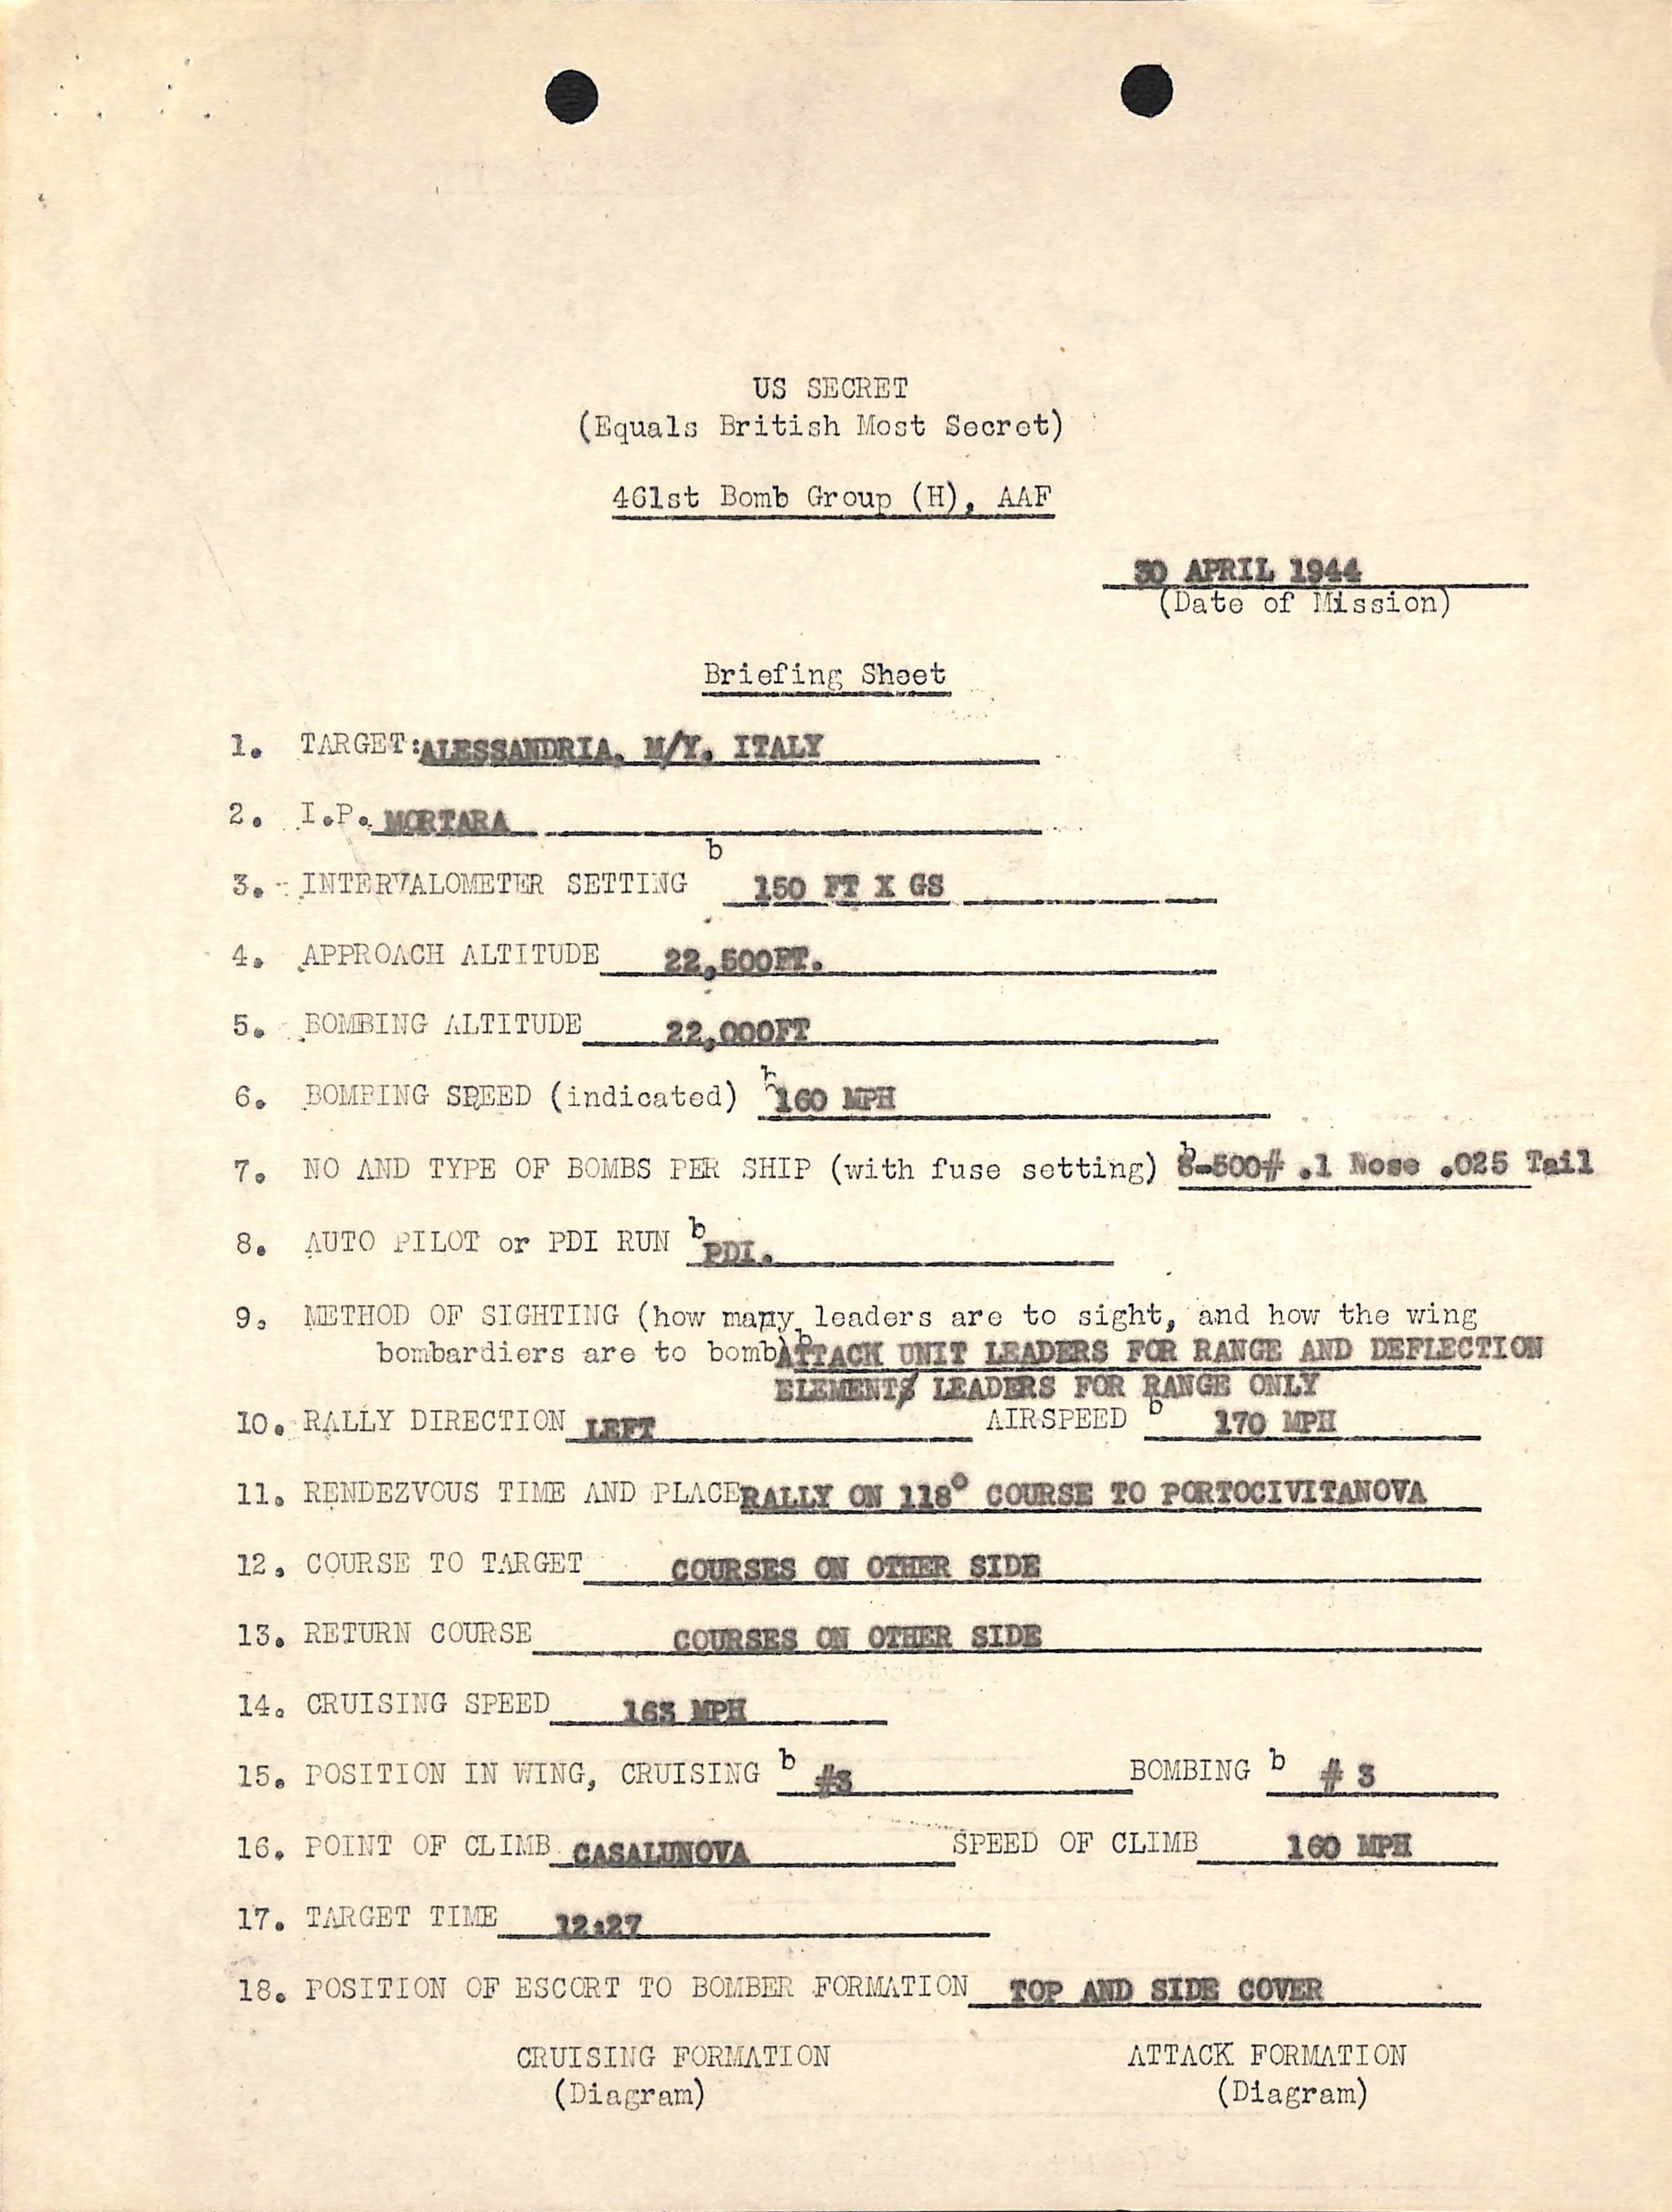 US SECRET
(Equals British Most Secret)
461st Bomb Group (H), AAF
30 APRIL 1944
(Date of Mission)
Briefing Sheet
1. TARGET: ALESSANDRIA, M/Y, ITALY
2. I.P. MORTARA
b
3. INTERVALOMETER SETTING 150 FT X GS
4. APPROACH ALTITUDE 22,500FT.
5. BOMBING ALTITUDE 22,000FT
6. BOMBING SPEED (indicated) b 160 MPH
7. NO AND TYPE OF BOMBS PER SHIP (with fuse setting) b 8-500# .1 Nose .025 Tail
8. AUTO PILOT or PDI RUN b PDI.
9. METHOD OF SIGHTING (how many leaders are to sight, and how the wing
bombardiers are to bomb) b ATTACK UNIT LEADERS FOR RANGE AND DEFLECTION
ELEMENTS LEADERS FOR RANGE ONLY
10. RALLY DIRECTION LEFT AIRSPEED b 170 MPH
11. RENDEZVOUS TIME AND PLACE RALLY ON 118° COURSE TO PORTOCIVITANOVA
12. COURSE TO TARGET COURSES ON OTHER SIDE
13. RETURN COURSE COURSES ON OTHER SIDE
14. CRUISING SPEED 163 MPH
15. POSITION IN WING, CRUISING b #3 BOMBING b # 3
16. POINT OF CLIMB CASALUNOVA SPEED OF CLIMB 160 MPH
17. TARGET TIME 12:27
18. POSITION OF ESCORT TO BOMBER FORMATION TOP AND SIDE COVER
CRUISING FORMATION ATTACK FORMATION
(Diagram) (Diagram)